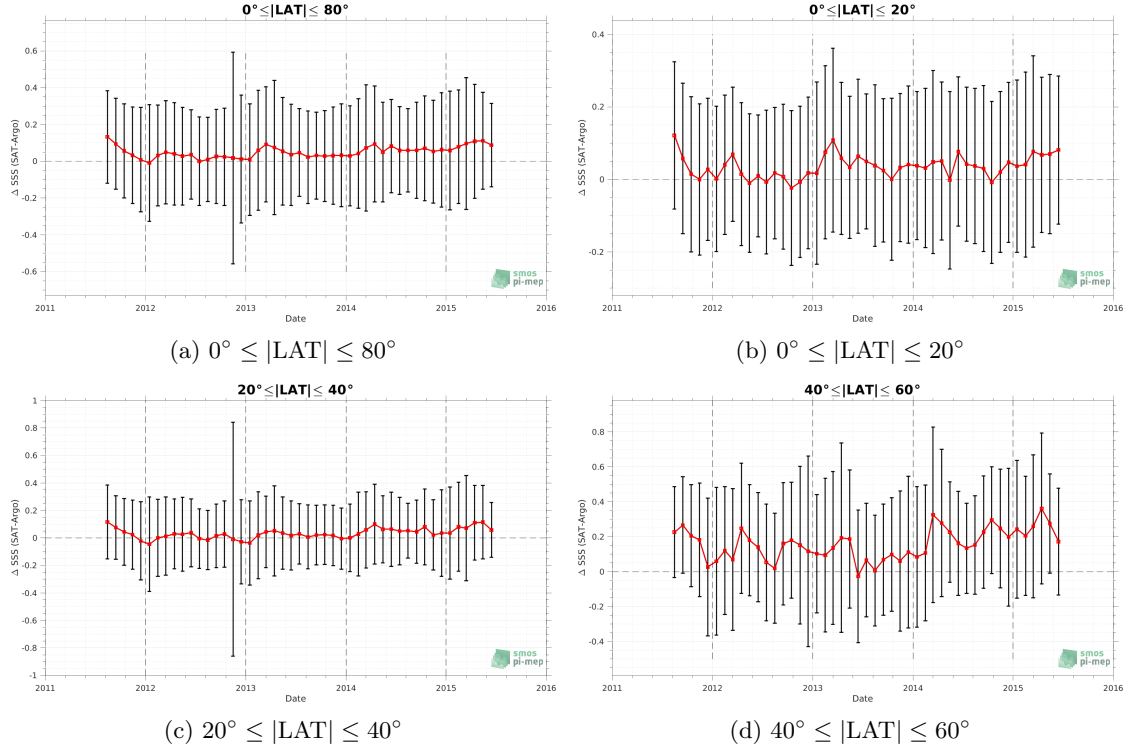 0°≤|LAT|≤ 80°
0.6
0.4
0.2
0
-0.2
-0.4
-0.6
Δ SSS (SAT-Argo)
2011 2012 2013 2014 2015 2016
Date
smos
pi-mep
(a) 0° ≤ |LAT| ≤ 80°
0°≤|LAT|≤ 20°
0.4
0.2
0
-0.2
Δ SSS (SAT-Argo)
2011 2012 2013 2014 2015 2016
Date
smos
pi-mep
(b) 0° ≤ |LAT| ≤ 20°
20°≤|LAT|≤ 40°
1
0.8
0.6
0.4
0.2
0
-0.2
-0.4
-0.6
-0.8
-1
Δ SSS (SAT-Argo)
2011 2012 2013 2014 2015 2016
Date
smos
pi-mep
(c) 20° ≤ |LAT| ≤ 40°
40°≤|LAT|≤ 60°
0.8
0.6
0.4
0.2
0
-0.2
-0.4
Δ SSS (SAT-Argo)
2011 2012 2013 2014 2015 2016
Date
smos
pi-mep
(d) 40° ≤ |LAT| ≤ 60°